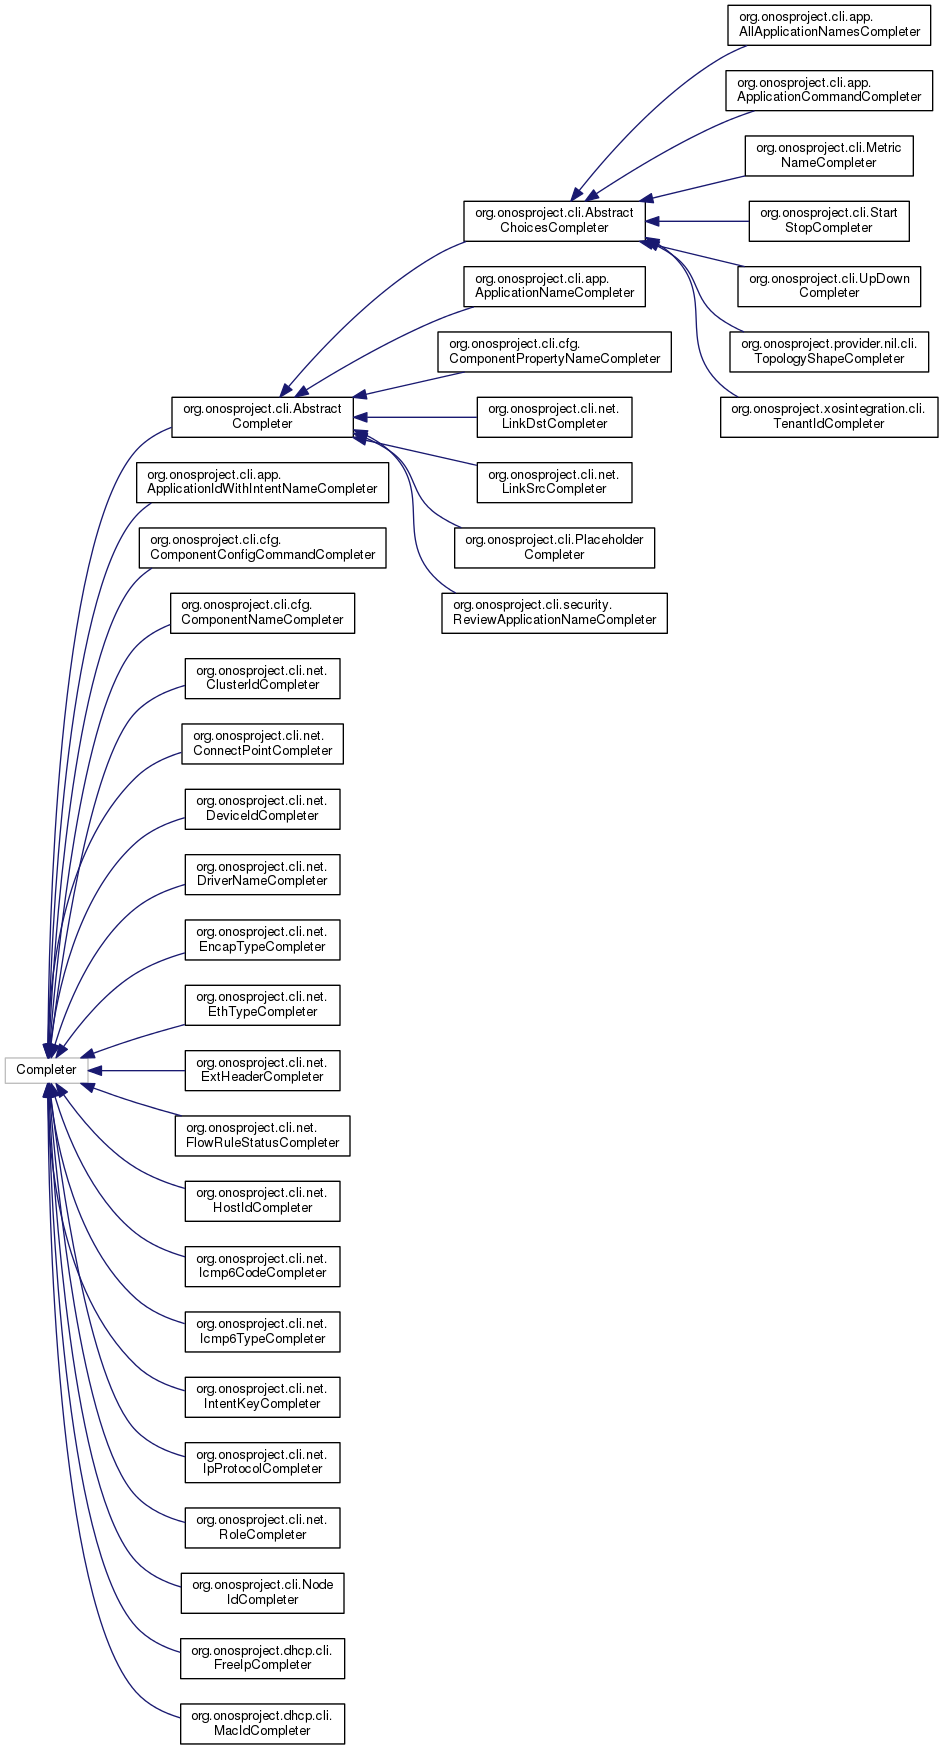 org.onosproject.cli.app.
AllApplicationNamesCompleter
org.onosproject.cli.app.
ApplicationCommandCompleter
org.onosproject.cli.Metric
NameCompleter
org.onosproject.cli.Abstract
ChoicesCompleter
org.onosproject.cli.Start
StopCompleter
org.onosproject.cli.UpDown
Completer
org.onosproject.cli.app.
ApplicationNameCompleter
org.onosproject.cli.cfg.
ComponentPropertyNameCompleter
org.onosproject.provider.nil.cli.
TopologyShapeCompleter
org.onosproject.cli.Abstract
Completer
org.onosproject.cli.net.
LinkDstCompleter
org.onosproject.xosintegration.cli.
TenantIdCompleter
org.onosproject.cli.app.
ApplicationIdWithIntentNameCompleter
org.onosproject.cli.net.
LinkSrcCompleter
org.onosproject.cli.cfg.
ComponentConfigCommandCompleter
org.onosproject.cli.Placeholder
Completer
org.onosproject.cli.cfg.
ComponentNameCompleter
org.onosproject.cli.security.
ReviewApplicationNameCompleter
org.onosproject.cli.net.
ClusterIdCompleter
org.onosproject.cli.net.
ConnectPointCompleter
org.onosproject.cli.net.
DeviceIdCompleter
org.onosproject.cli.net.
DriverNameCompleter
org.onosproject.cli.net.
EncapTypeCompleter
org.onosproject.cli.net.
EthTypeCompleter
Completer
org.onosproject.cli.net.
ExtHeaderCompleter
org.onosproject.cli.net.
FlowRuleStatusCompleter
org.onosproject.cli.net.
HostIdCompleter
org.onosproject.cli.net.
Icmp6CodeCompleter
org.onosproject.cli.net.
Icmp6TypeCompleter
org.onosproject.cli.net.
IntentKeyCompleter
org.onosproject.cli.net.
IpProtocolCompleter
org.onosproject.cli.net.
RoleCompleter
org.onosproject.cli.Node
IdCompleter
org.onosproject.dhcp.cli.
FreeIpCompleter
org.onosproject.dhcp.cli.
MacIdCompleter